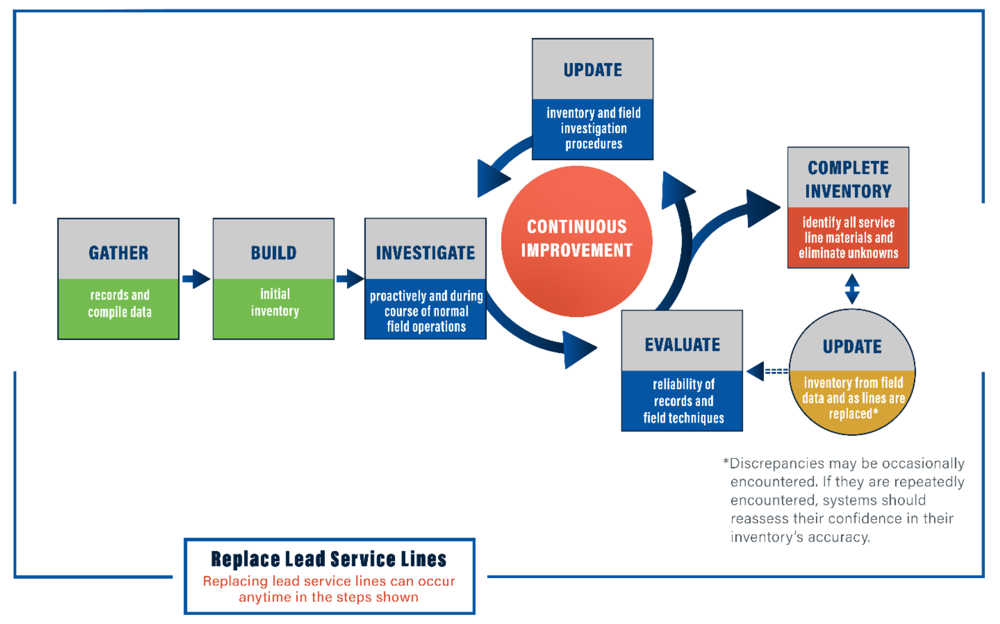 UPDATE
inventory and field
investigation
procedures
COMPLETE
INVENTORY
identify all service
line materials and
eliminate unknowns
CONTINUOUS
IMPROVEMENT
GATHER
records and
compile data
BUILD
initial
inventory
INVESTIGATE
proactively and during
course of normal
field operations
EVALUATE
reliability of
records and
field techniques
UPDATE
inventory from field
data and as lines are
replaced*
*Discrepancies may be occasionally
encountered. If they are repeatedly
encountered, systems should
reassess their confidence in their
inventory's accuracy.
Replace Lead Service Lines
Replacing lead service lines can occur
anytime in the steps shown